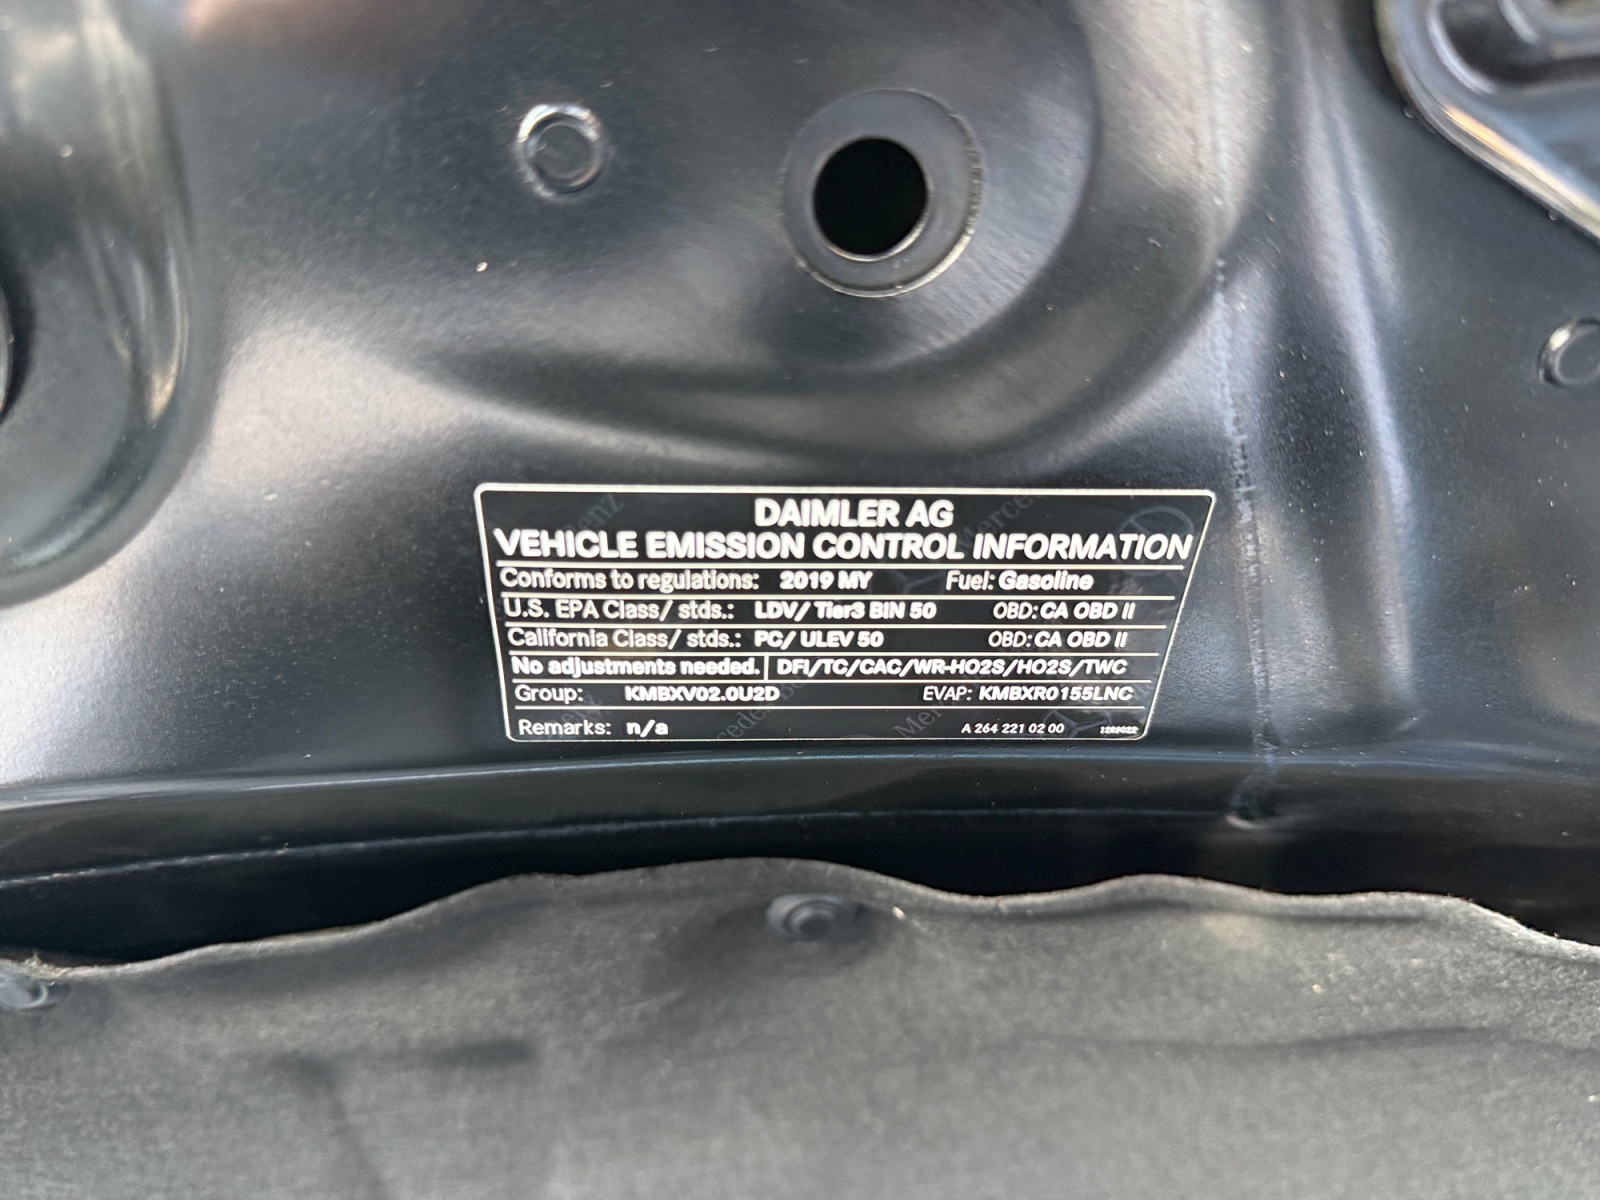 DAIMLER AG
VEHICLE EMISSION CONTROL INFORMATION
Conforms to regulations: 2019 MY Fuel: Gasoline
U.S. EPA Class/ stds.: LDV/ Tier3 BIN 50 OBD: CA OBD II
California Class/ stds.: PC/ ULEV 50 OBD: CA OBD II
No adjustments needed. DFI/TC/CAC/WR-HO2S/HO2S/TWC
Group: KMBXV02.0U2D EVAP: KMBXR0155LNC
Remarks: n/a A 264 221 02 00